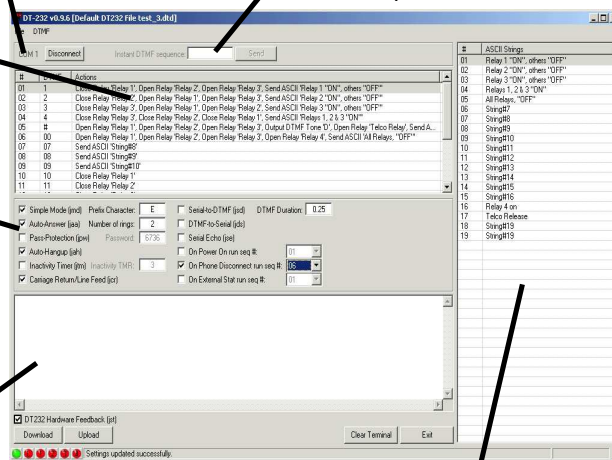 DT-232 v0.9.6 [Default DT232 File test_3.dtd]
DTMF
COM 1 Disconnect Instant DTMF sequence: Send
# DTMF Actions
01 1 Close Relay 'Relay 1', Open Relay 'Relay 2', Open Relay 'Relay 3', Send ASCII 'Relay 1 "ON", others "OFF"'
02 2 Close Relay 'Relay 2', Open Relay 'Relay 1', Open Relay 'Relay 3', Send ASCII 'Relay 2 "ON", others "OFF"'
03 3 Close Relay 'Relay 3', Open Relay 'Relay 2', Open Relay 'Relay 1', Send ASCII 'Relay 3 "ON", others "OFF"'
04 4 Close Relay 'Relay 3', Close Relay 'Relay 2', Close Relay 'Relay 1', Send ASCII 'Relays 1, 2 & 3 "ON"'
05 # Open Relay 'Relay 1', Open Relay 'Relay 2', Open Relay 'Relay 3', Output DTMF Tone 'D', Open Relay 'Telco Relay', Send A...
06 00 Open Relay 'Relay 1', Open Relay 'Relay 2', Open Relay 'Relay 3', Open Relay 'Relay 4', Send ASCII 'All Relays, "OFF"'
07 07 Send ASCII 'String#8'
08 08 Send ASCII 'String#9'
09 09 Send ASCII 'String#10'
10 10 Close Relay 'Relay 1'
11 11 Close Relay 'Relay 2'
Simple Mode (jmd) Prefix Character: E Serial-to-DTMF (jsd) DTMF Duration: 0.25
Auto-Answer (jaa) Number of rings: 2 DTMF-to-Serial (jds)
Pass-Protection (jpw) Password: 6736 Serial Echo (jse)
Auto-Hangup (jah) On Power On run seq #: 01
Inactivity Timer (jtm) Inactivity TMR: 3 On Phone Disconnect run seq #: 06
Carriage Return/Line Feed (jcr) On External Stat run seq #: 01
DT232 Hardware Feedback (jst)
Download Upload Clear Terminal Exit
Settings updated successfully.
# ASCII Strings
01 Relay 1 "ON", others "OFF"
02 Relay 2 "ON", others "OFF"
03 Relay 3 "ON", others "OFF"
04 Relays 1, 2 & 3 "ON"
05 All Relays, "OFF"
06 String#7
07 String#8
08 String#9
09 String#10
10 String#11
11 String#12
12 String#13
13 String#14
14 String#15
15 String#16
16 Relay 4 on
17 Telco Release
18 String#19
19 String#19